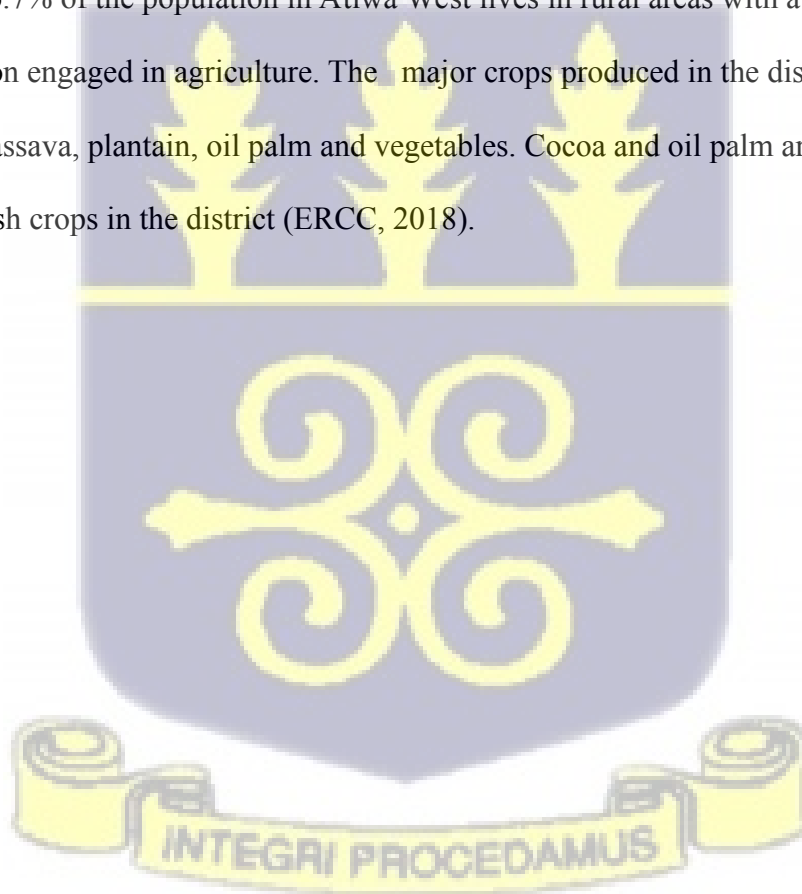 .7% of the population in Atiwa West lives in rural areas with a
on engaged in agriculture. The major crops produced in the dis
assava, plantain, oil palm and vegetables. Cocoa and oil palm ar
sh crops in the district (ERCC, 2018).
INTEGRI PROCEDAMUS